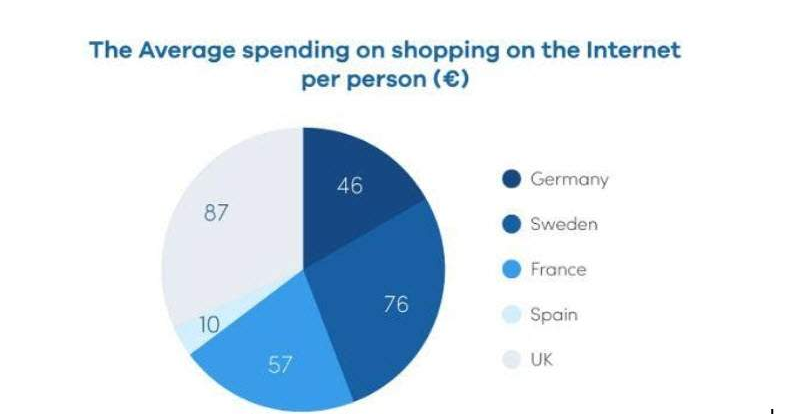 The Average spending on shopping on the Internet
per person (€)
46
76
57
10
87
Germany
Sweden
France
Spain
UK